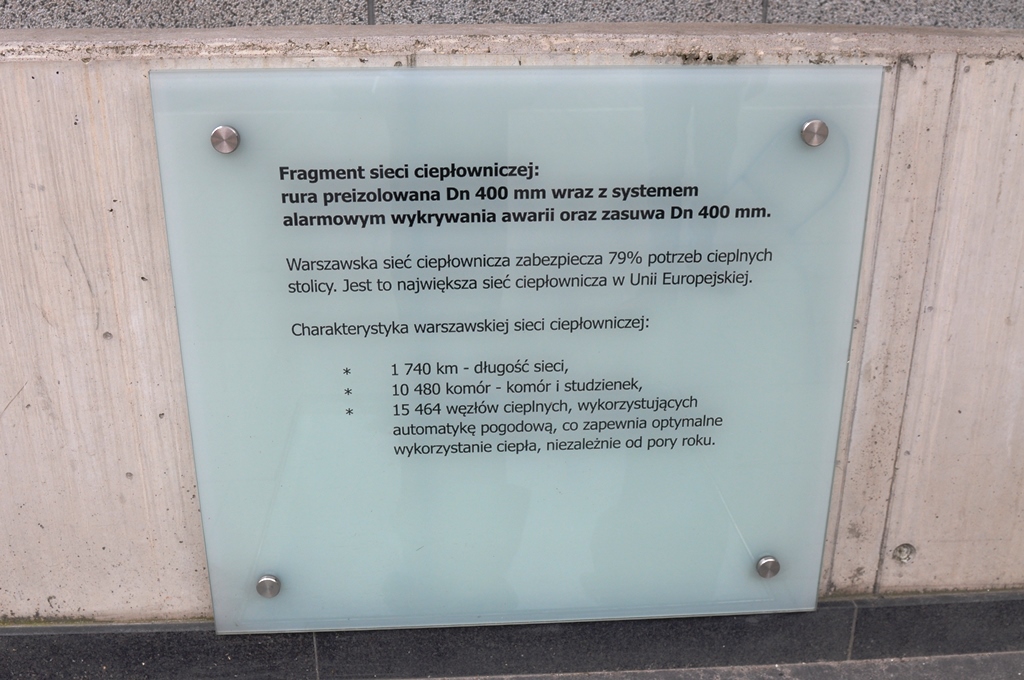 Fragment sieci ciepłowniczej:
rura preizolowana Dn 400 mm wraz z systemem
alarmowym wykrywania awarii oraz zasuwa Dn 400 mm.
Warszawska sieć ciepłownicza zabezpiecza 79% potrzeb cieplnych
stolicy. Jest to największa sieć ciepłownicza w Unii Europejskiej.
Charakterystyka warszawskiej sieci ciepłowniczej:
* 1 740 km - długość sieci,
* 10 480 komór - komór i studzienek,
* 15 464 węzłów cieplnych, wykorzystujących
automatykę pogodową, co zapewnia optymalne
wykorzystanie ciepła, niezależnie od pory roku.